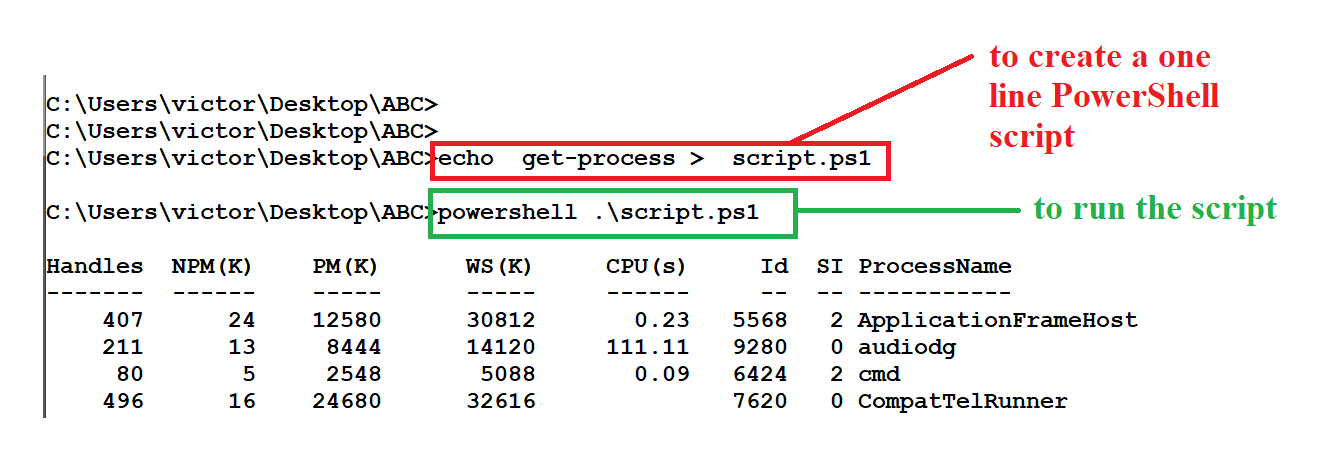 to create a one
line PowerShell
script
C:\Users\victor\Desktop\ABC>
C:\Users\victor\Desktop\ABC>
C:\Users\victor\Desktop\ABC>echo  get-process >  script.ps1
C:\Users\victor\Desktop\ABC>powershell .\script.ps1
to run the script
Handles  NPM(K)    PM(K)      WS(K)     CPU(s)     Id  SI ProcessName
-------  ------    -----      -----     ------     --  -- -----------
    407      24    12580      30812       0.23   5568   2 ApplicationFrameHost
    211      13     8444      14120     111.11   9280   0 audiodg
     80       5     2548       5088       0.09   6424   2 cmd
    496      16    24680      32616              7620   0 CompatTelRunner